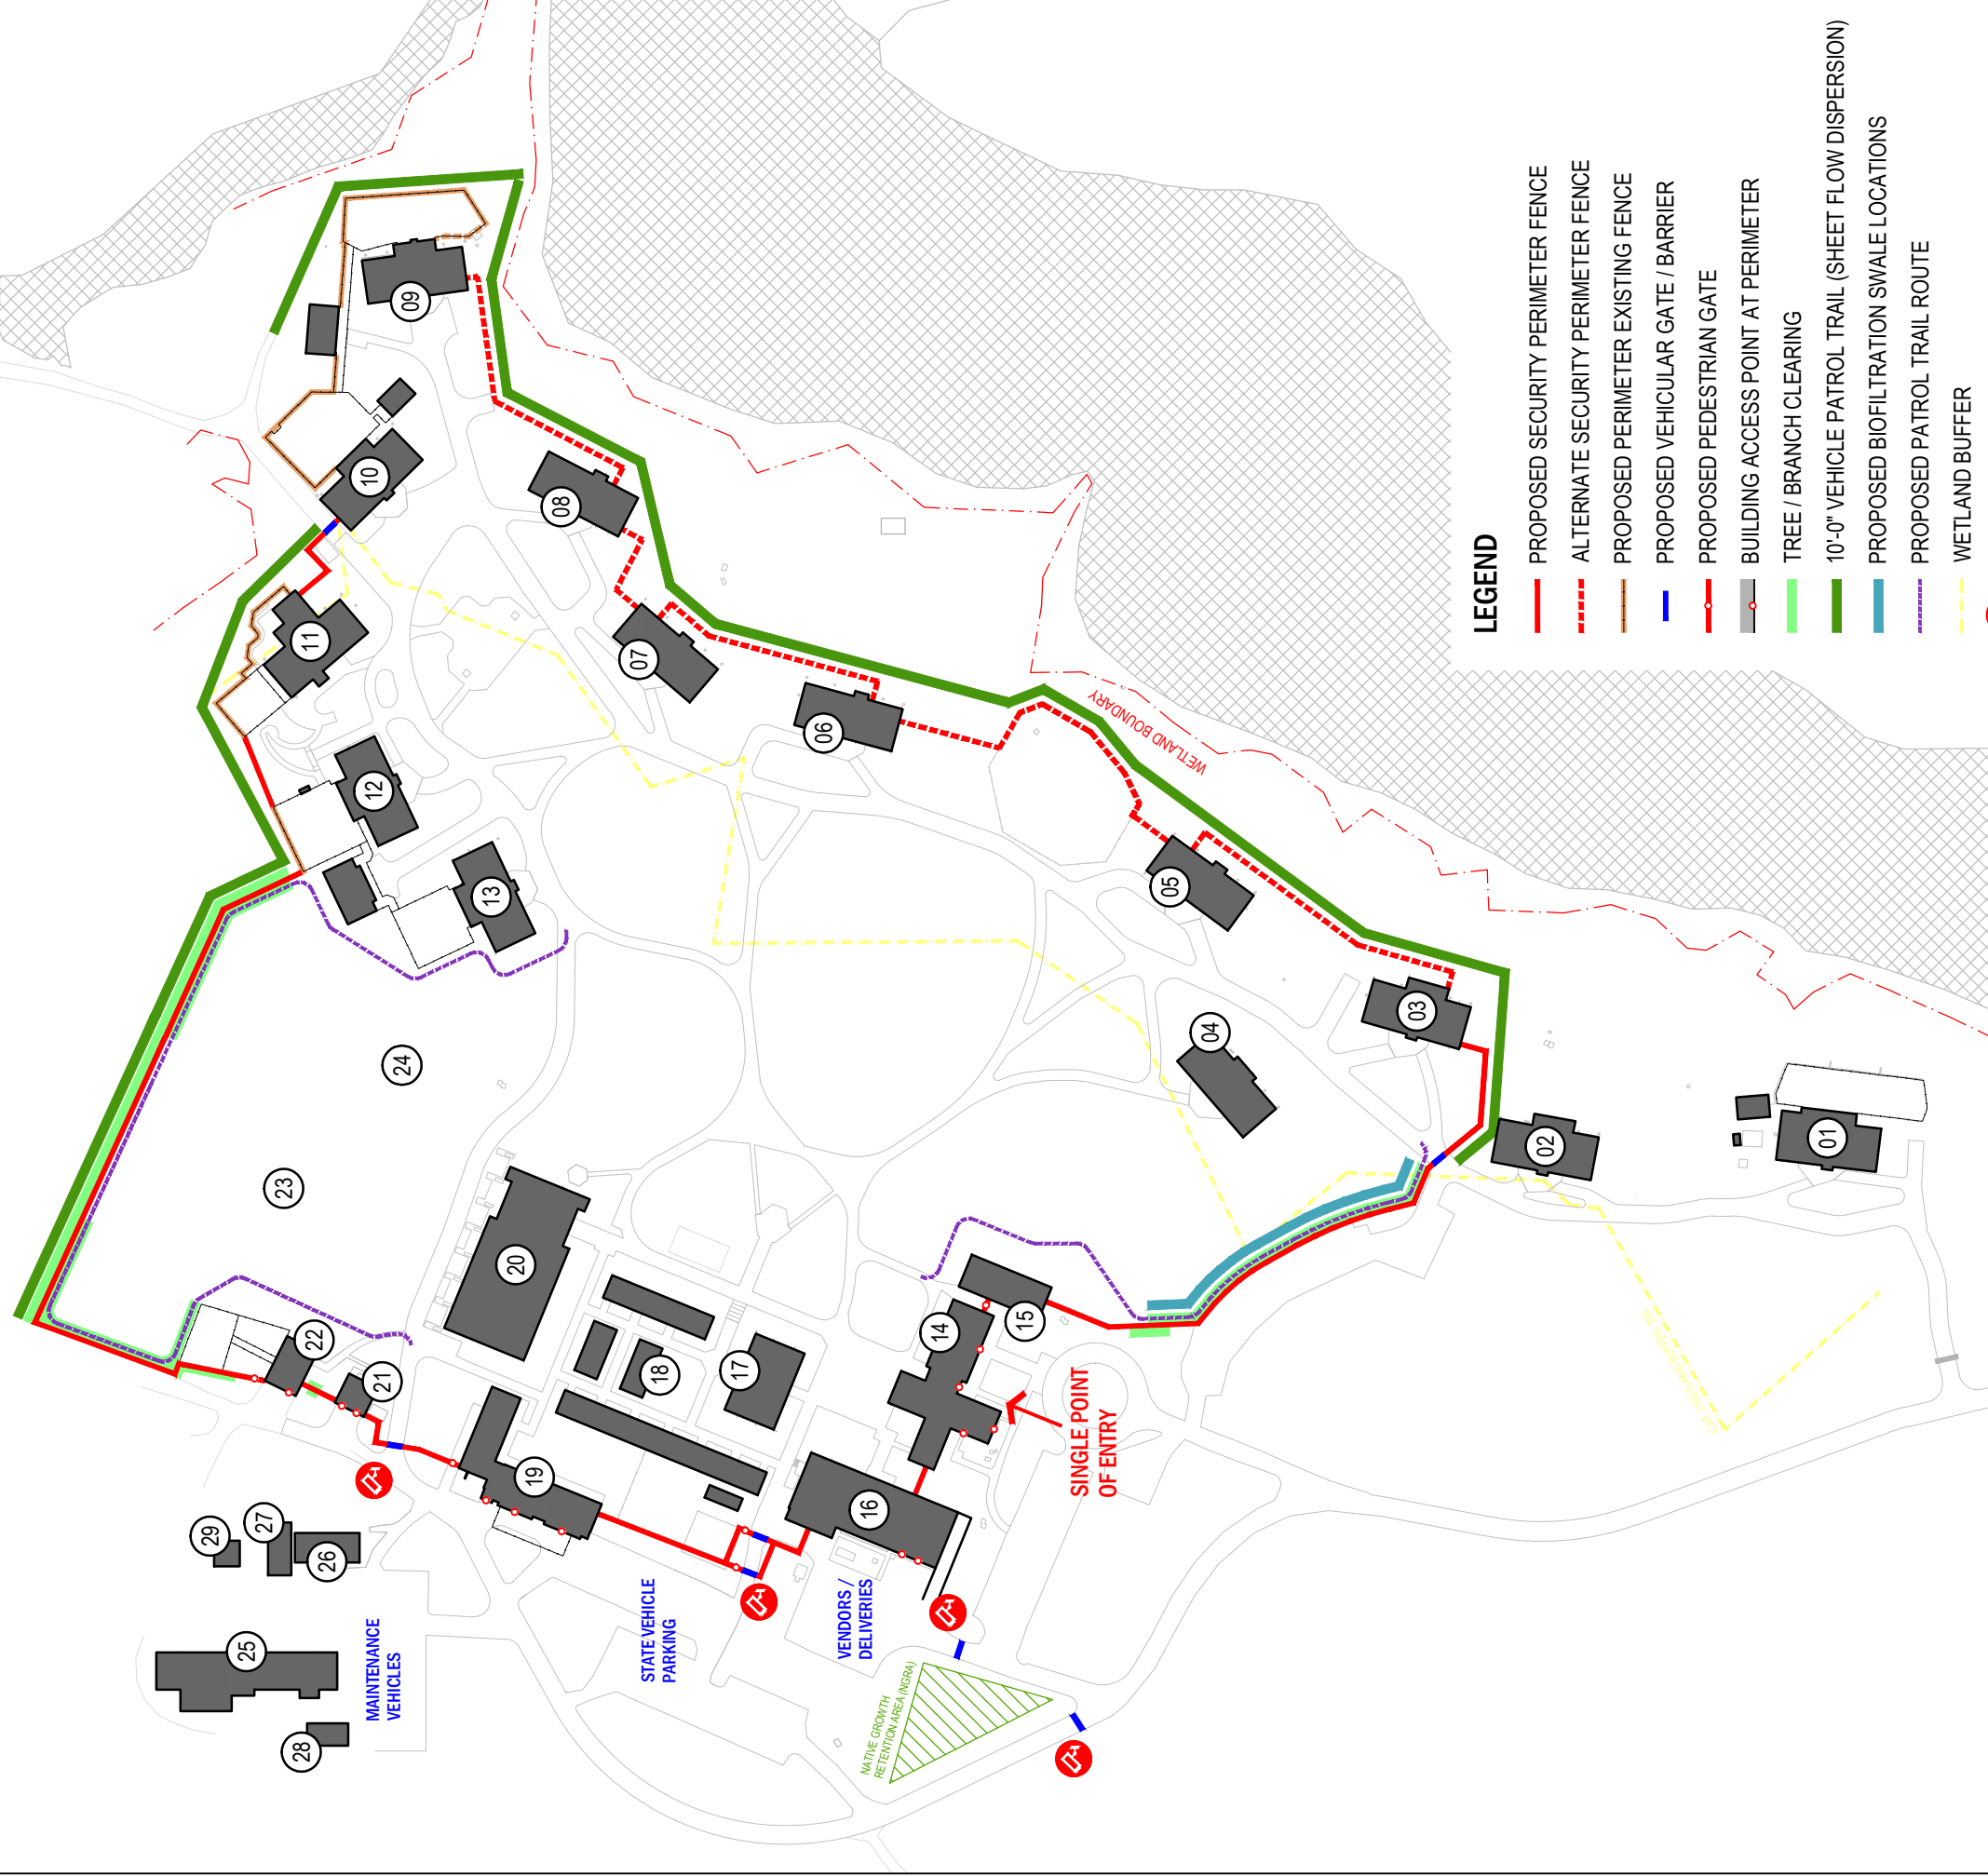 LEGEND
PROPOSED SECURITY PERIMETER FENCE
ALTERNATE SECURITY PERIMETER FENCE
PROPOSED PERIMETER EXISTING FENCE
PROPOSED VEHICULAR GATE / BARRIER
PROPOSED PEDESTRIAN GATE
BUILDING ACCESS POINT AT PERIMETER
TREE / BRANCH CLEARING
10'-0" VEHICLE PATROL TRAIL (SHEET FLOW DISPERSION)
PROPOSED BIOFILTRATION SWALE LOCATIONS
PROPOSED PATROL TRAIL ROUTE
WETLAND BUFFER
WETLAND BOUNDARY
SINGLE POINT
OF ENTRY
MAINTENANCE
VEHICLES
STATE VEHICLE
PARKING
VENDORS /
DELIVERIES
NATIVE GROWTH
RETENTION AREA (NGRA)
01
02
03
04
05
06
07
08
09
10
11
12
13
14
15
16
17
18
19
20
21
22
23
24
25
26
27
28
29